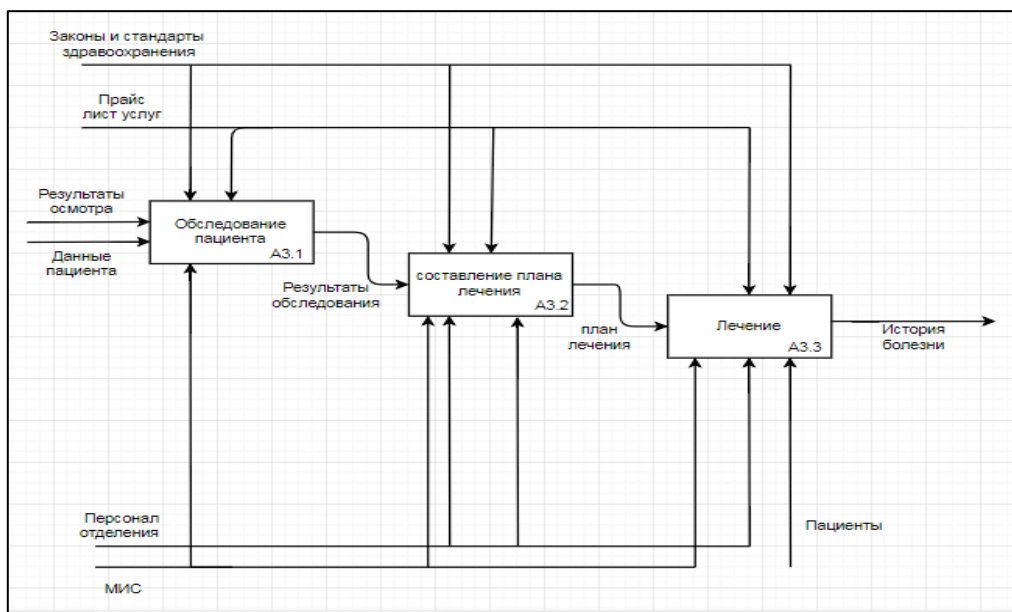 Законы и стандарты
здравоохранения
Прайс
лист услуг
Результаты
осмотра
Данные
пациента
Обследование
пациента
А3.1
Результаты
обследования
составление плана
лечения
А3.2
план
лечения
Лечение
А3.3
История
болезни
Персонал
отделения
МИС
Пациенты